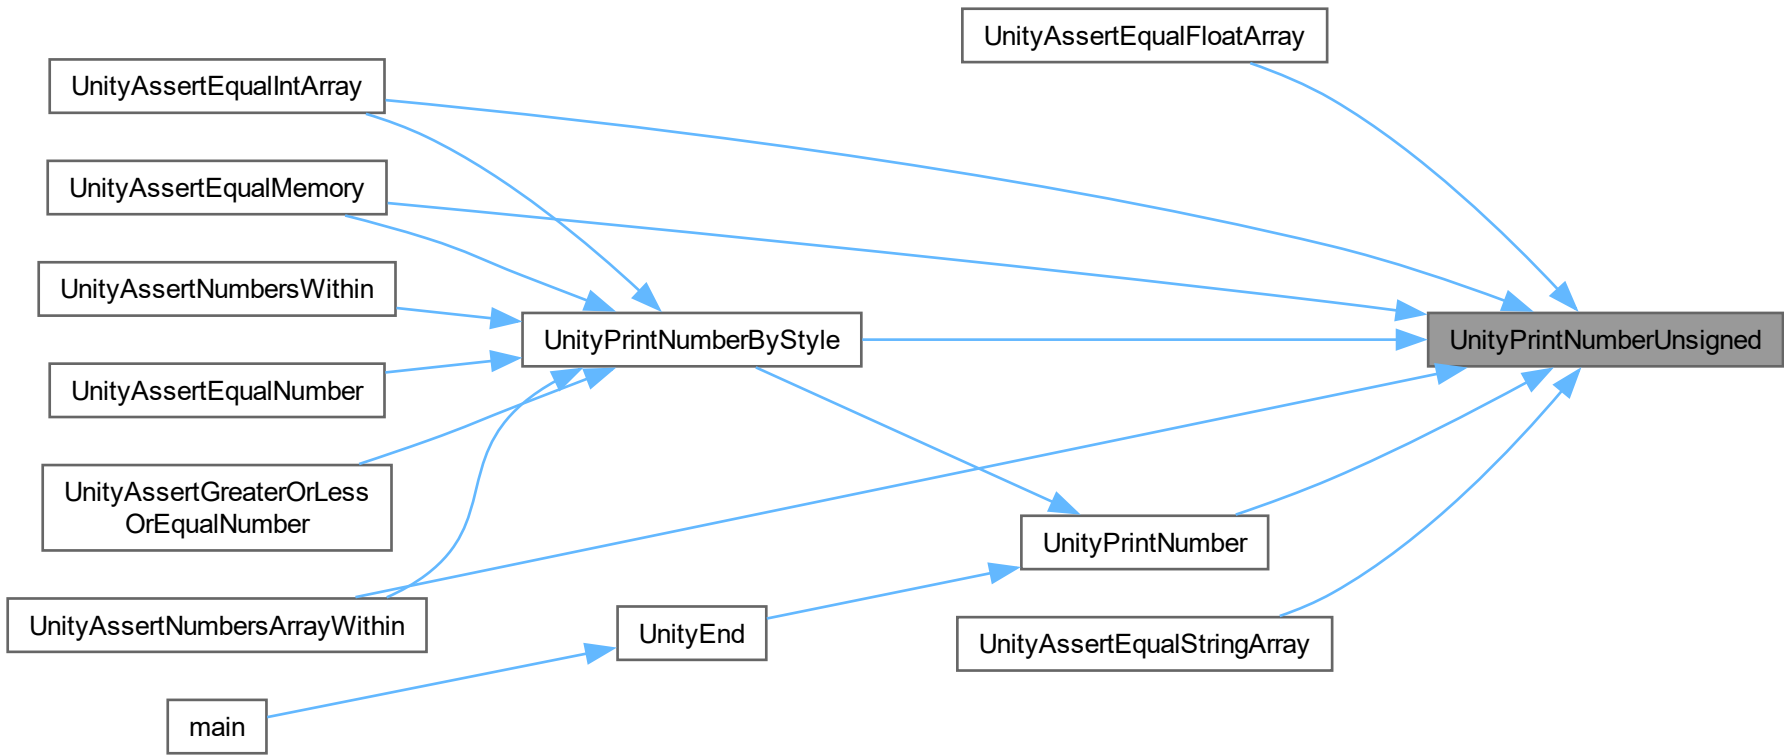 UnityAssertEqualFloatArray
UnityAssertEqualIntArray
UnityAssertEqualMemory
UnityAssertNumbersWithin
UnityPrintNumberByStyle
UnityPrintNumberUnsigned
UnityAssertEqualNumber
UnityAssertGreaterOrLess
OrEqualNumber
UnityPrintNumber
UnityAssertNumbersArrayWithin
UnityEnd
UnityAssertEqualStringArray
main